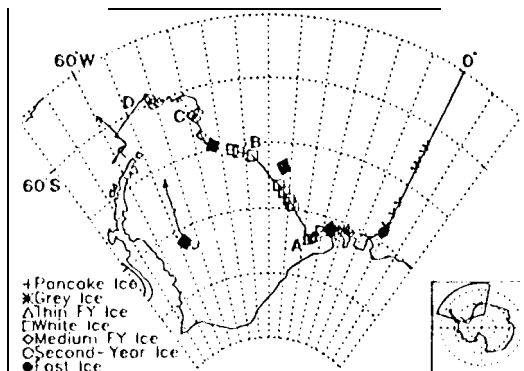 60°W
0°
D
C
B
60 S
A
Pancake Ice
Grey Ice
Thin FY Ice
White Ice
Medium FY Ice
Second-Year Ice
Fast Ice